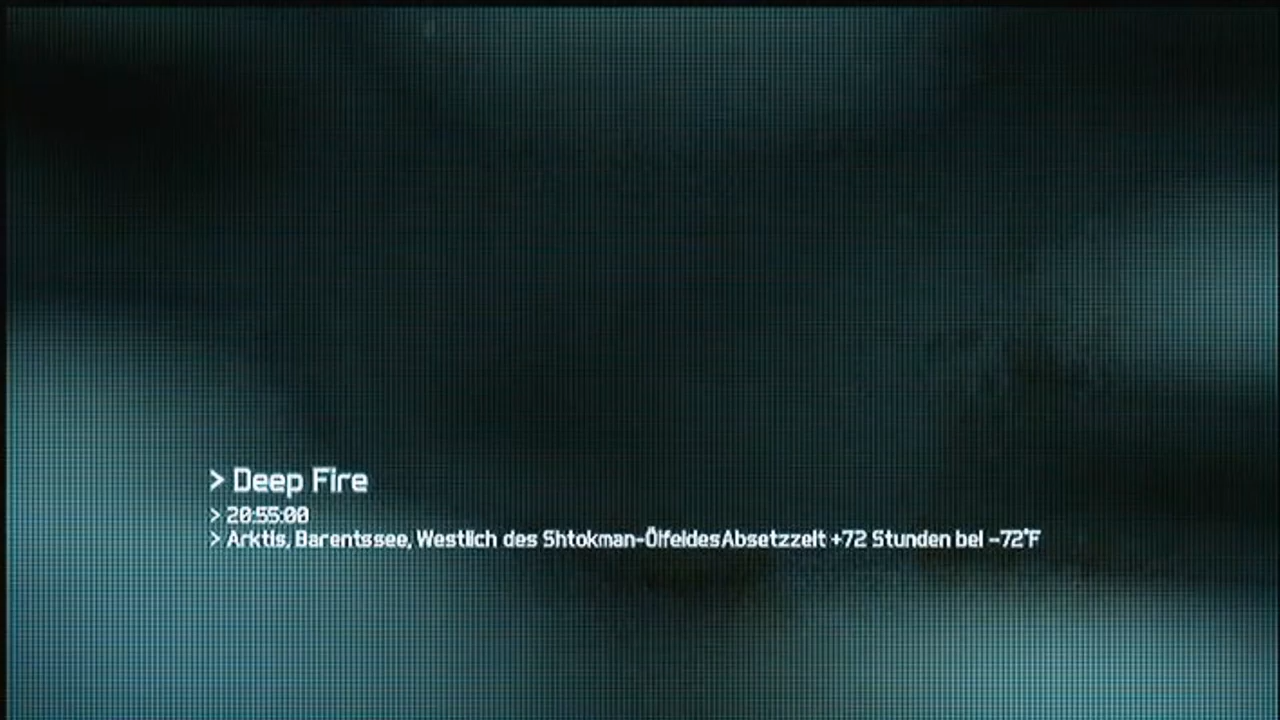 > Deep Fire
> 20:55:00
> Arktis, Barentssee, Westlich des Shtokman-ÖlfeldesAbsetzzeit +72 Stunden bei -72°F